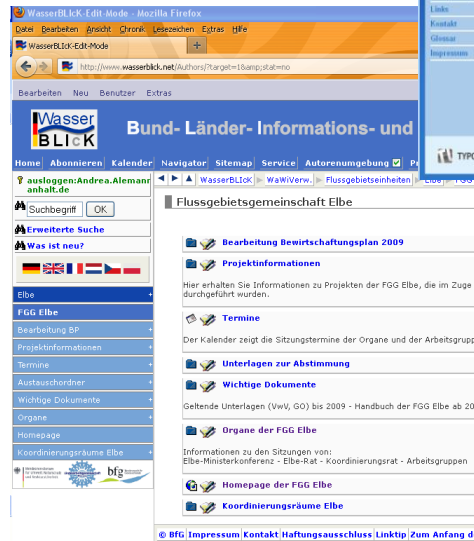 WasserBLIcK-Edit-Mode - Mozilla Firefox
Datei Bearbeiten Ansicht Chronik Lesezeichen Extras Hilfe
WasserBLIcK-Edit-Mode
http://www.wasserblick.net/Authors/?target=1&amp;stat=no
Links
Kontakt
Glossar
Impressum
TYPO
Bearbeiten Neu Benutzer Extras
Wasser
BLIcK
Bund- Länder- Informations- und
Home Abonnieren Kalender Navigator Sitemap Service Autorenumgebung
WasserBLIcK WaWiVerw. Flussgebietseinheiten Elbe FGG
ausloggen:Andrea.Alemann
anhalt.de
Suchbegriff OK
Erweiterte Suche
Was ist neu?
Elbe +
FGG Elbe
Bearbeitung BP +
Projektinformationen +
Termine +
Austauschordner +
Wichtige Dokumente +
Organe +
Homepage
Koordinierungsräume Elbe +
bfg
Flussgebietsgemeinschaft Elbe
Bearbeitung Bewirtschaftungsplan 2009
Projektinformationen
Hier erhalten Sie Informationen zu Projekten der FGG Elbe, die im Zuge
durchgeführt wurden.
Termine
Der Kalender zeigt die Sitzungstermine der Organe und der Arbeitsgrupp
Unterlagen zur Abstimmung
Wichtige Dokumente
Geltende Unterlagen (VwV, GO) bis 2009 - Handbuch der FGG Elbe ab 20
Organe der FGG Elbe
Informationen zu den Sitzungen von:
Elbe-Ministerkonferenz - Elbe-Rat - Koordinierungsrat - Arbeitsgruppen
Homepage der FGG Elbe
Koordinierungsräume Elbe
© BfG Impressum Kontakt Haftungsausschluss Linktip Zum Anfang d